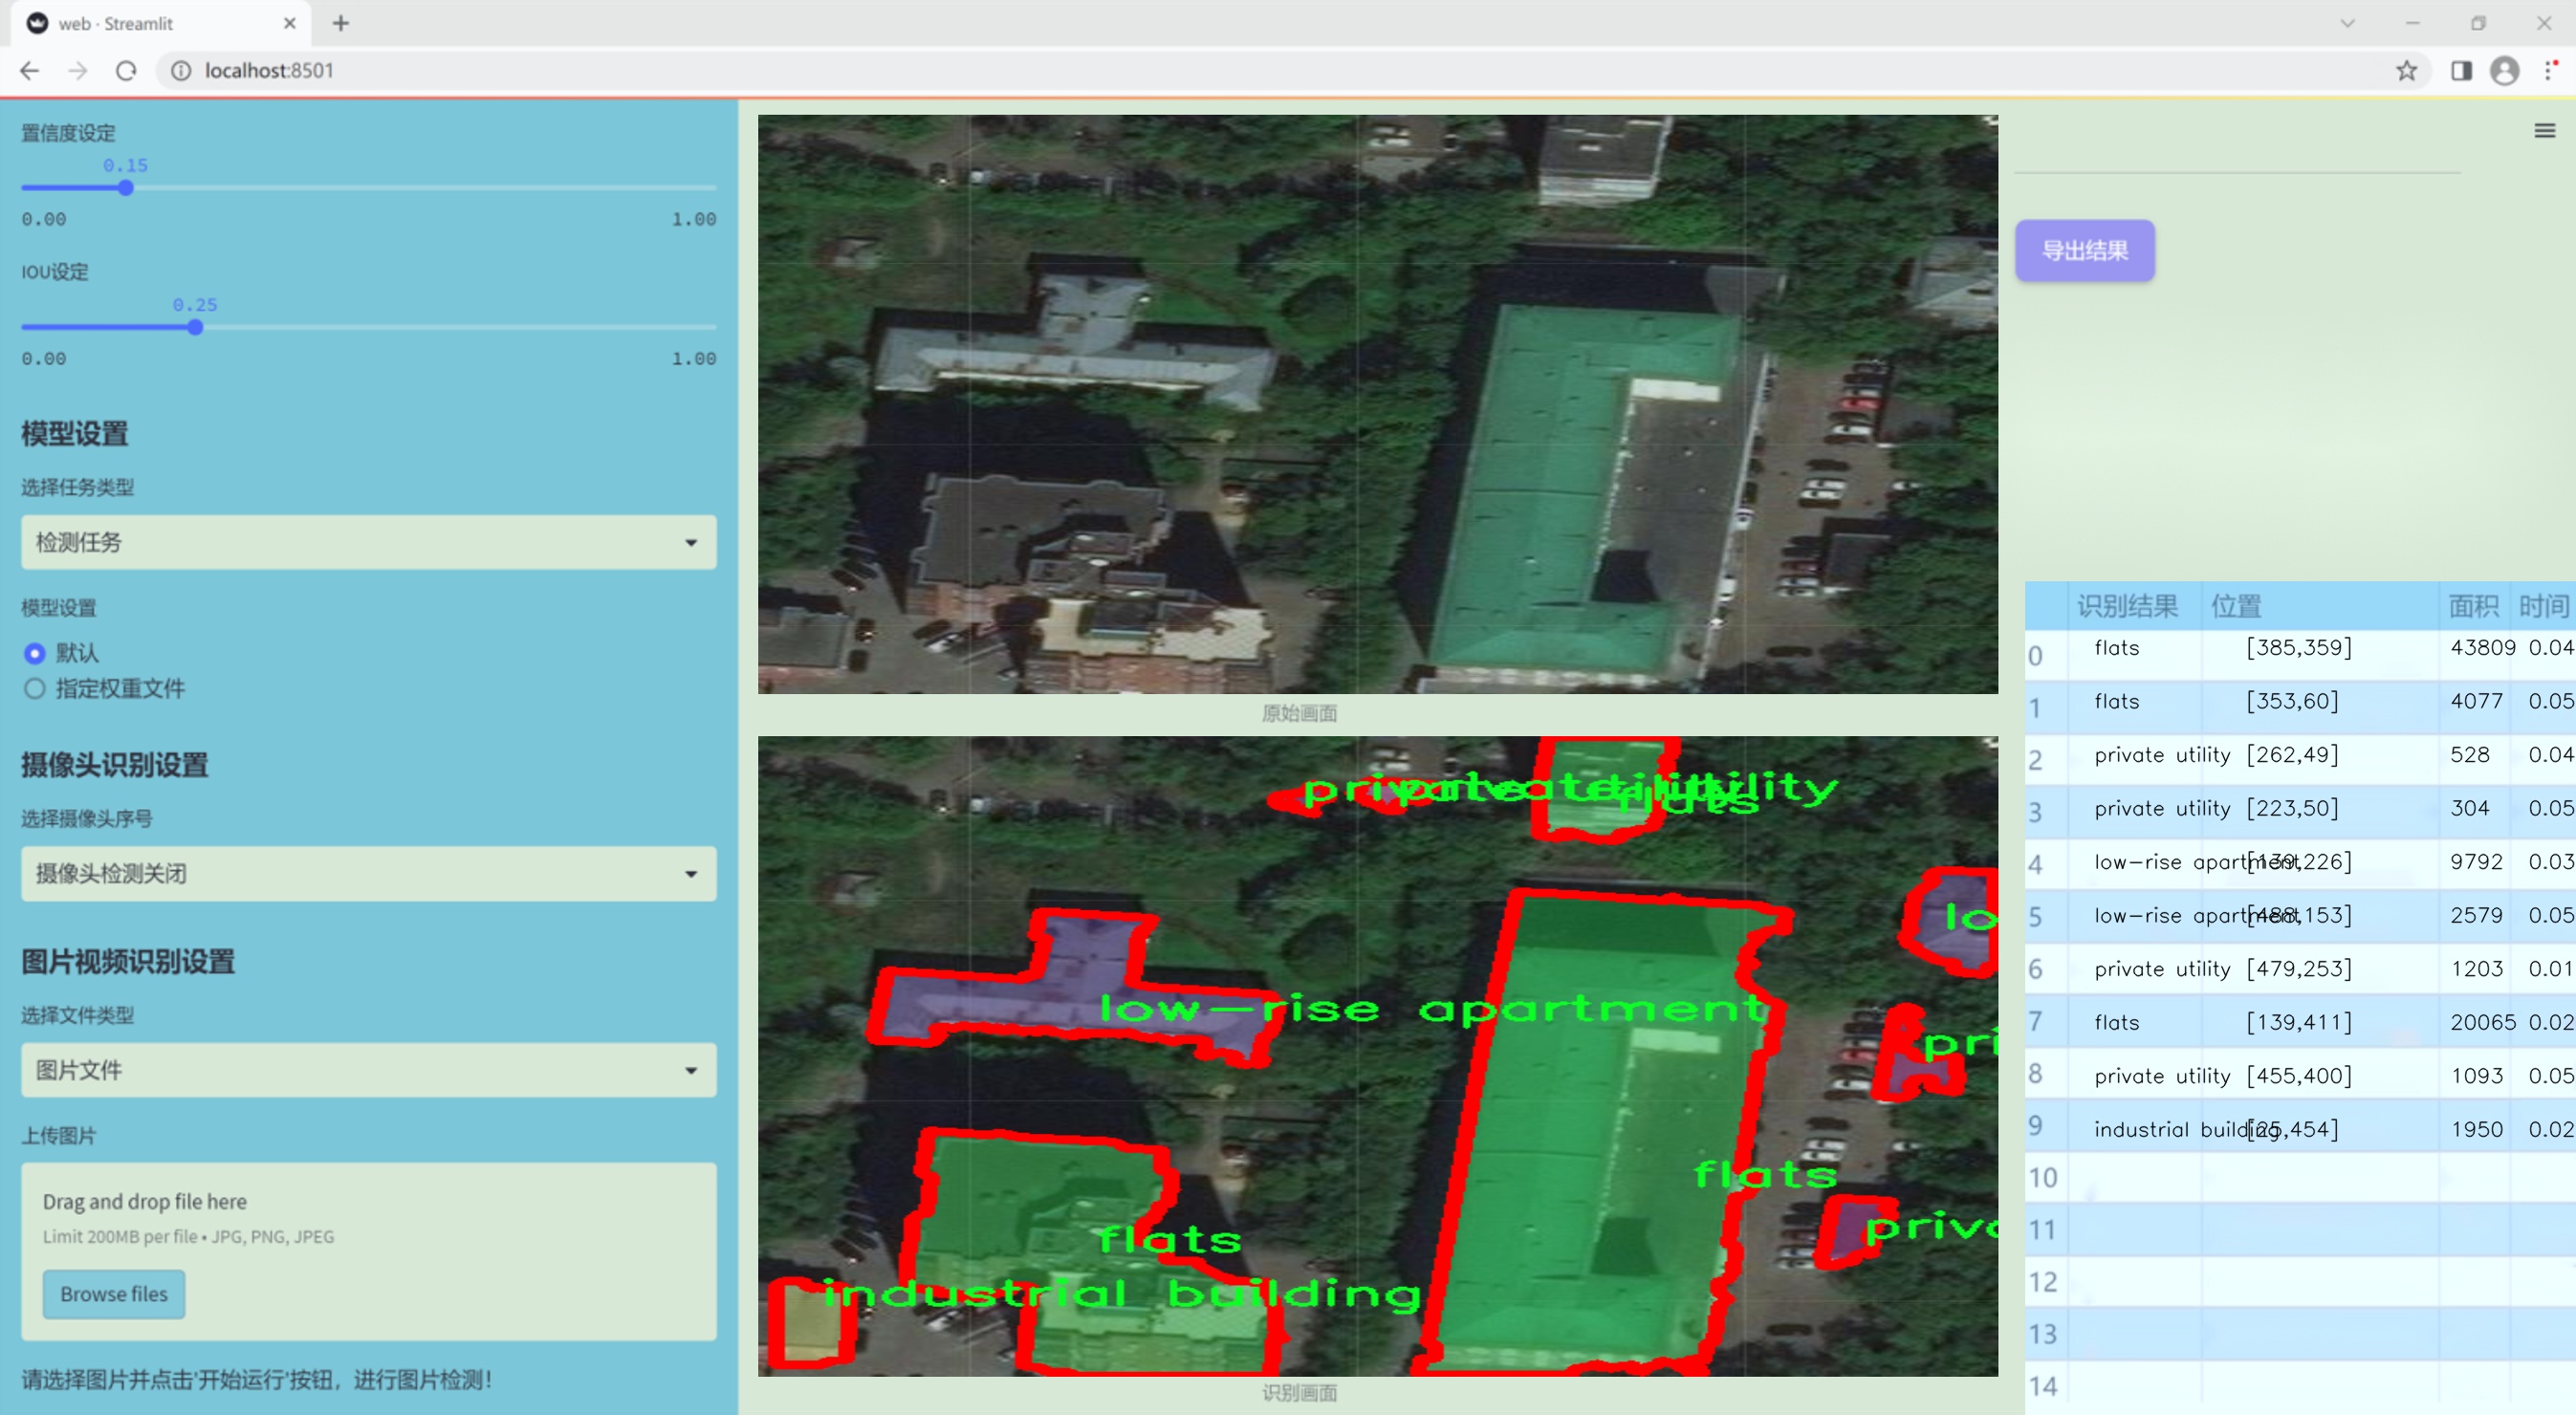 web · Streamlit
localhost:8501
置信度设定
0.15
0.00 1.00
IOU设定
0.25
0.00 1.00
模型设置
选择任务类型
检测任务
模型设置
默认
指定权重文件
摄像头识别设置
选择摄像头序号
摄像头检测关闭
图片视频识别设置
选择文件类型
图片文件
上传图片
Drag and drop file here
Limit 200MB per file • JPG, PNG, JPEG
Browse files
请选择图片并点击'开始运行'按钮，进行图片检测！
原始画面
private utility
flats
lo
low-rise apartment
pri
flats
priva
flats
industrial building
识别画面
导出结果
识别结果 位置 面积 时间
0 flats [385,359] 43809 0.04
1 flats [353,60] 4077 0.05
2 private utility [262,49] 528 0.04
3 private utility [223,50] 304 0.05
4 low-rise apartment [139,226] 9792 0.03
5 low-rise apartment [488,153] 2579 0.05
6 private utility [479,253] 1203 0.01
7 flats [139,411] 20065 0.02
8 private utility [455,400] 1093 0.05
9 industrial building [25,454] 1950 0.02
10
11
12
13
14